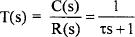 T(s) = C(s)/R(s) = 1/(τs + 1)